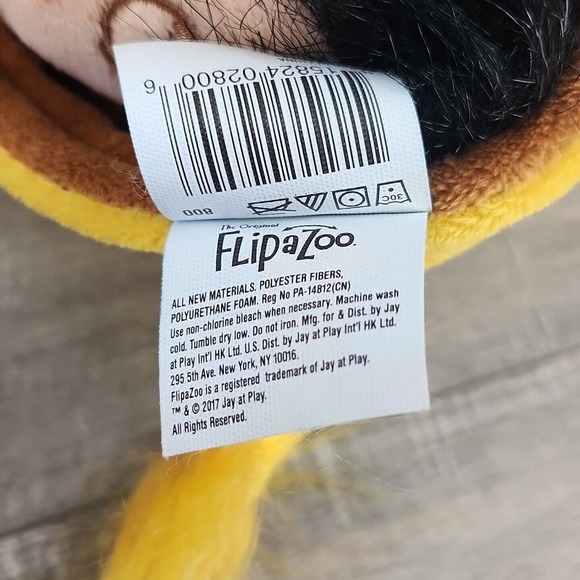 6 02800 15824
800 30C
The Original
FLipaZoo.
ALL NEW MATERIALS. POLYESTER FIBERS,
POLYURETHANE FOAM. Reg No PA-14812(CN)
Use non-chlorine bleach when necessary. Machine wash
cold. Tumble dry low. Do not iron. Mfg. for & Dist. by Jay
at Play Int'l HK Ltd. U.S. Dist. by Jay at Play Int'l HK Ltd.
295 5th Ave. New York, NY 10016.
FlipaZoo is a registered trademark of Jay at Play.
™ & © 2017 Jay at Play.
All Rights Reserved.